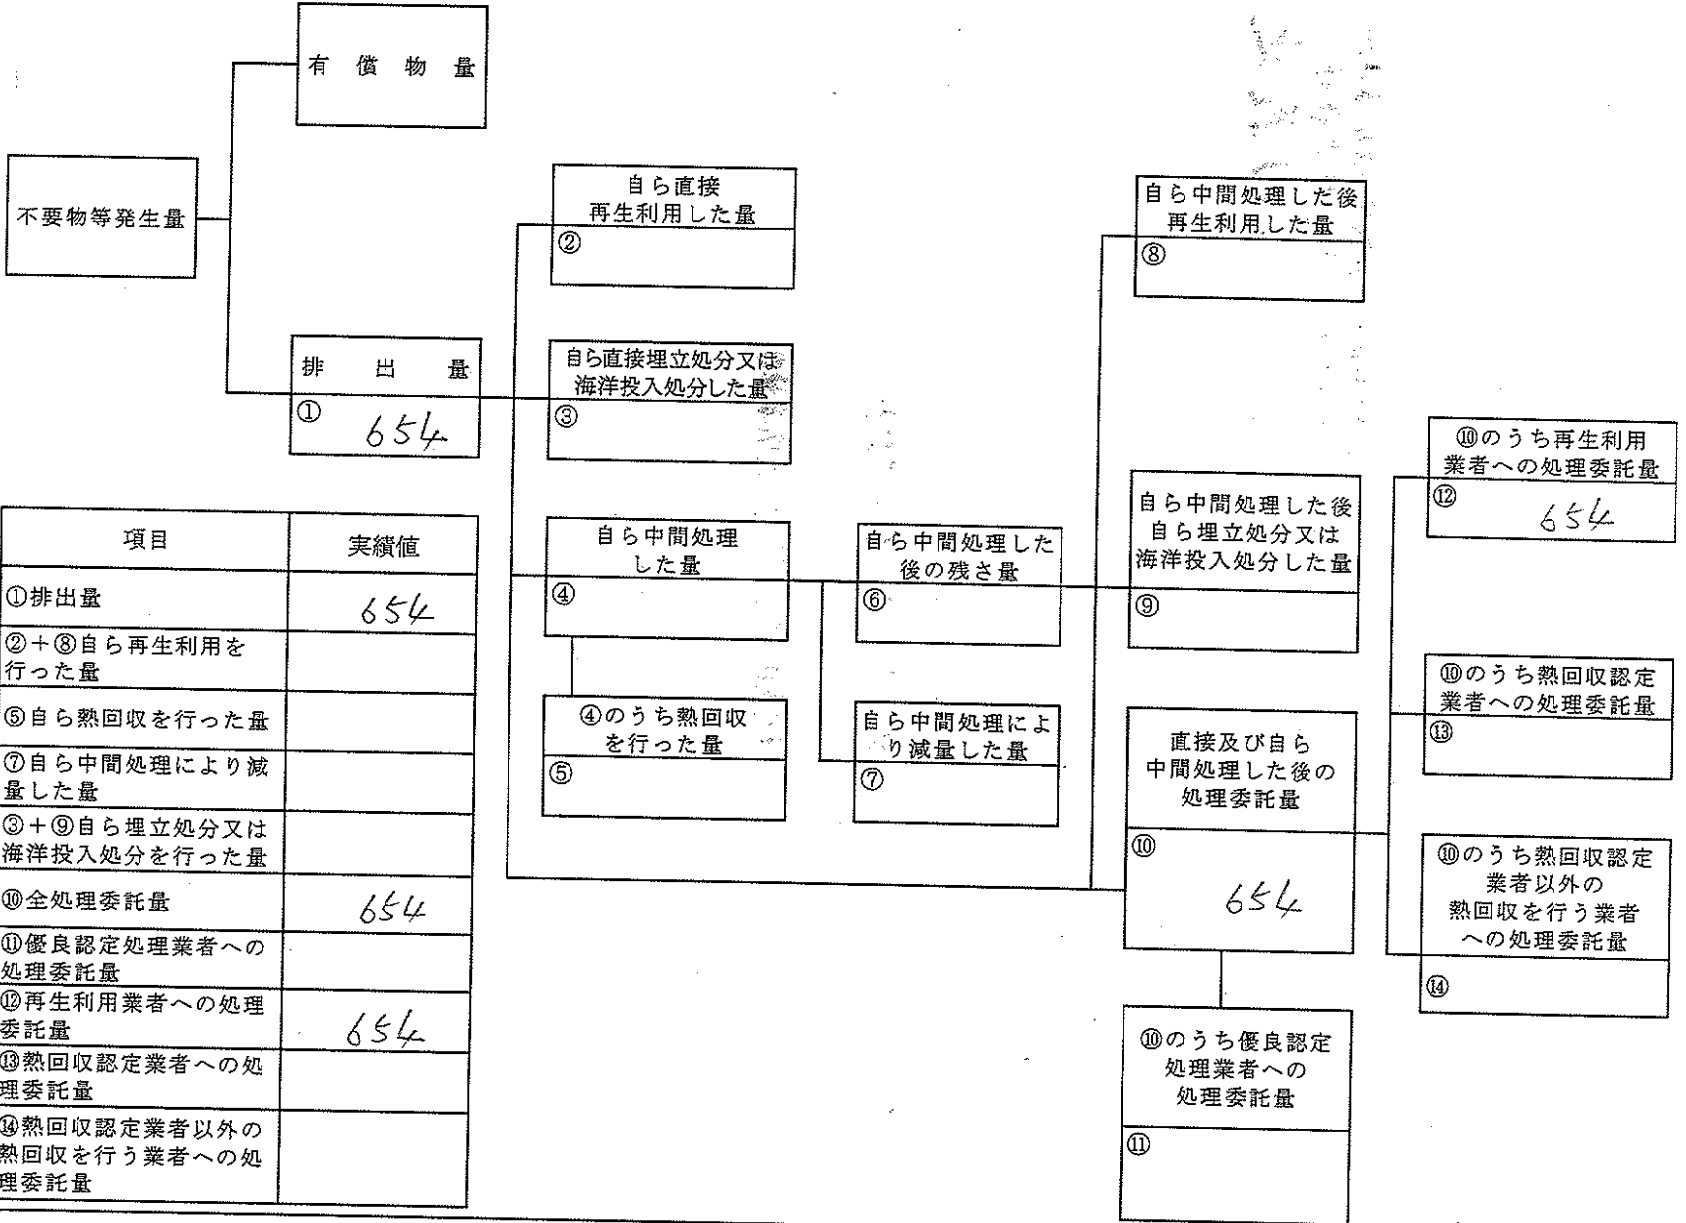 有償物量
不要物等発生量
自ら直接
再生利用した量
②
自ら中間処理した後
再生利用した量
⑧
排出量
① 654
自ら直接埋立処分又は
海洋投入処分した量
③
⑩のうち再生利用
業者への処理委託量
⑫ 654
自ら中間処理
した量
④
自ら中間処理した
後の残さ量
⑥
自ら中間処理した後
自ら埋立処分又は
海洋投入処分した量
⑨
⑩のうち熱回収認定
業者への処理委託量
⑬
④のうち熱回収
を行った量
⑤
自ら中間処理によ
り減量した量
⑦
直接及び自ら
中間処理した後の
処理委託量
⑩
654
⑩のうち熱回収認定
業者以外の
熱回収を行う業者
への処理委託量
⑭
⑩のうち優良認定
処理業者への
処理委託量
⑪
項目 実績値
①排出量 654
②+⑧自ら再生利用を
行った量
⑤自ら熱回収を行った量
⑦自ら中間処理により減
量した量
③+⑨自ら埋立処分又は
海洋投入処分を行った量
⑩全処理委託量 654
⑪優良認定処理業者への
処理委託量
⑫再生利用業者への処理
委託量 654
⑬熱回収認定業者への処
理委託量
⑭熱回収認定業者以外の
熱回収を行う業者への処
理委託量